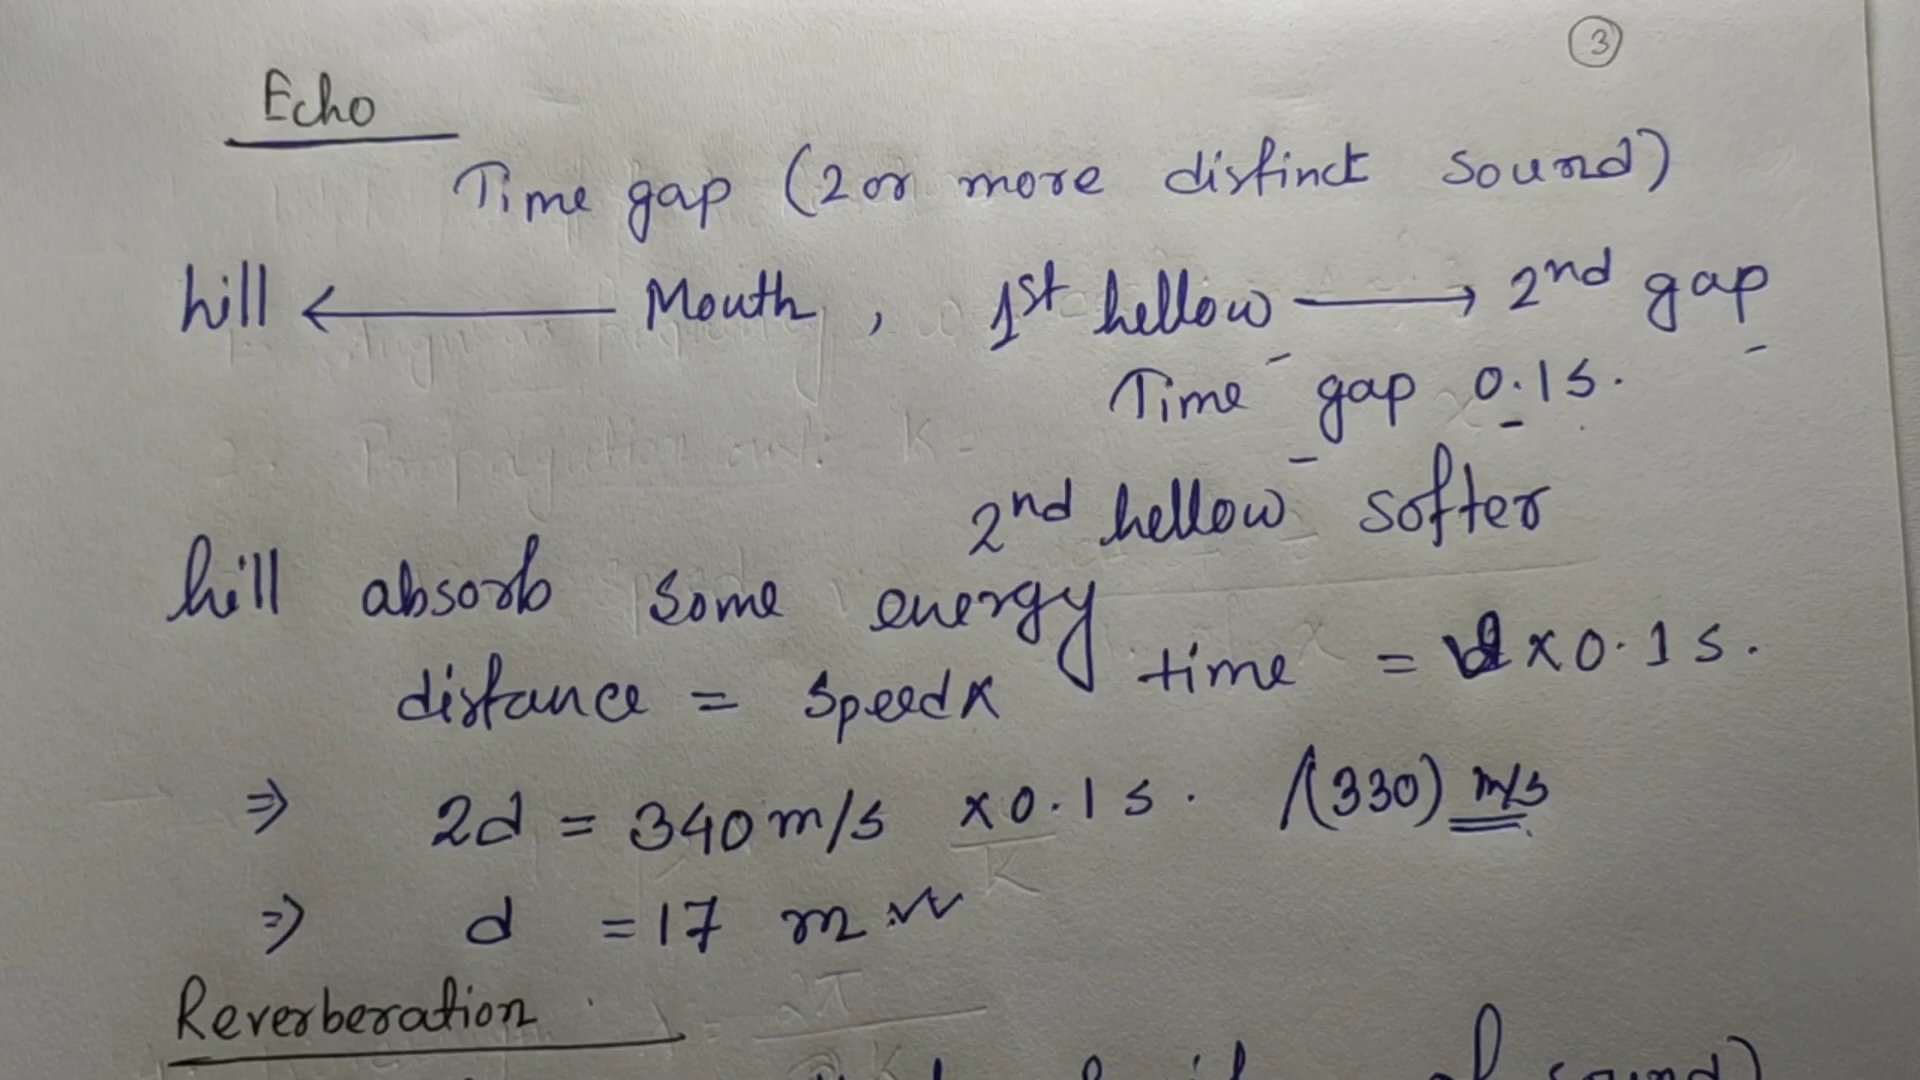 3
Echo
Time gap (2 or more distinct sound)
hill ← Mouth, 1st hellow → 2nd gap
Time gap 0.1s.
2nd hellow softer
hill absorb some energy
distance = speed x time = x 0.1 s.
⇒ 2d = 340 m/s x 0.1 s. /(330) m/s
⇒ d = 17 m
Reverberation
sound)